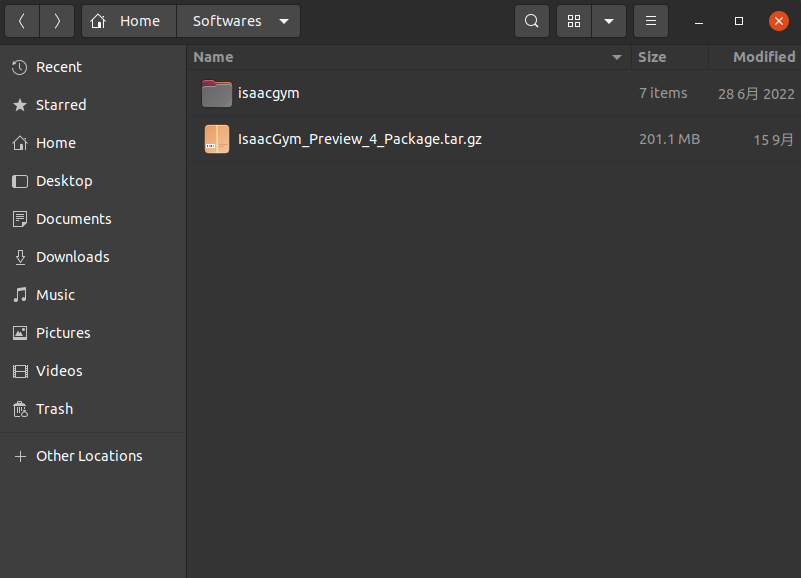 Home Softwares
Name Size Modified
Recent
isaacgym 7 items 28 6月 2022
Starred
IsaacGym_Preview_4_Package.tar.gz 201.1 MB 15 9月
Home
Desktop
Documents
Downloads
Music
Pictures
Videos
Trash
Other Locations